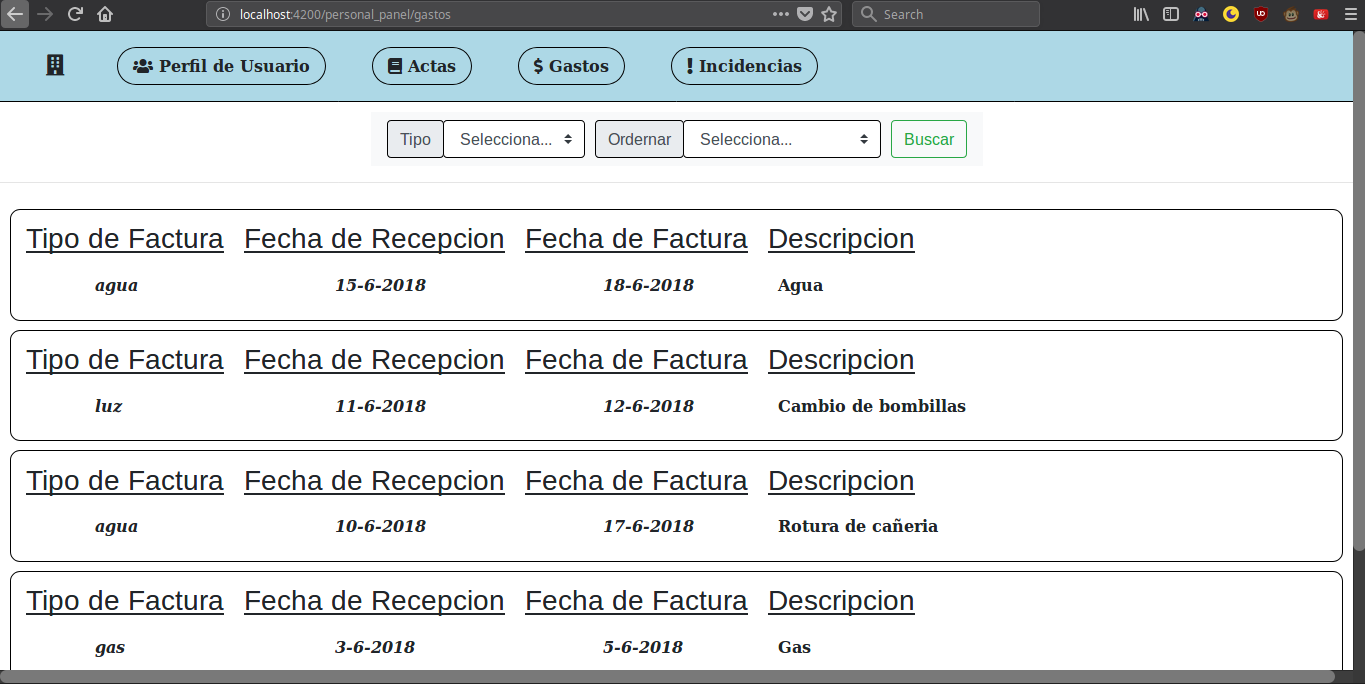 localhost:4200/personal_panel/gastos
Search
Perfil de Usuario
Actas
$ Gastos
! Incidencias
Tipo Selecciona... Ordernar Selecciona... Buscar
Tipo de Factura Fecha de Recepcion Fecha de Factura Descripcion
agua 15-6-2018 18-6-2018 Agua
Tipo de Factura Fecha de Recepcion Fecha de Factura Descripcion
luz 11-6-2018 12-6-2018 Cambio de bombillas
Tipo de Factura Fecha de Recepcion Fecha de Factura Descripcion
agua 10-6-2018 17-6-2018 Rotura de cañeria
Tipo de Factura Fecha de Recepcion Fecha de Factura Descripcion
gas 3-6-2018 5-6-2018 Gas